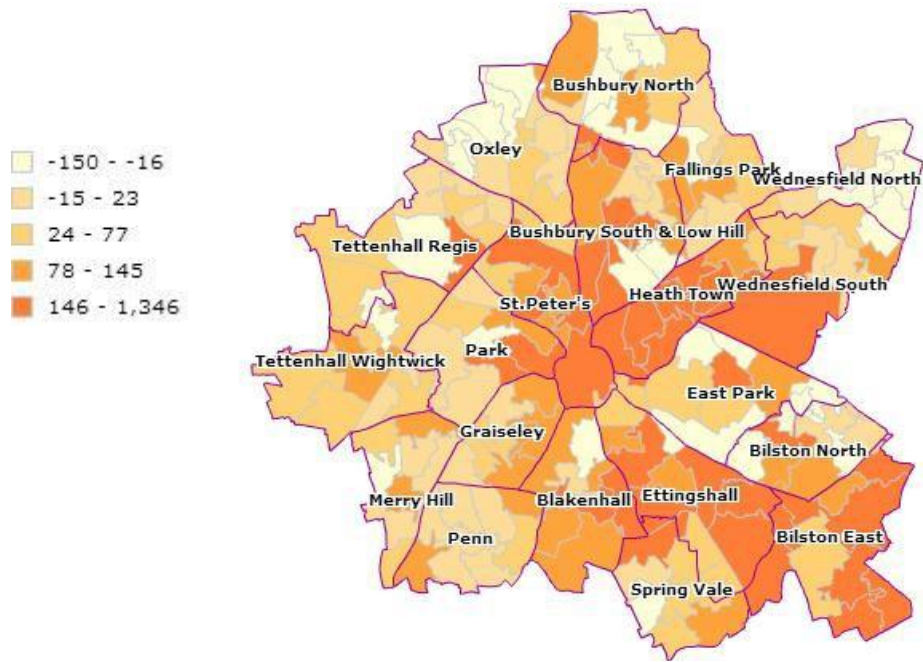 -150 - -16
-15 - 23
24 - 77
78 - 145
146 - 1,346
Bushbury North
Oxley
Fallings Park
Wednesfield North
Bushbury South & Low Hill
Tettenhall Regis
Wednesfield South
Heath Town
St.Peter's
Park
Tettenhall Wightwick
East Park
Graiseley
Bilston North
Merry Hill
Blakenhall
Ettingshall
Penn
Bilston East
Spring Vale